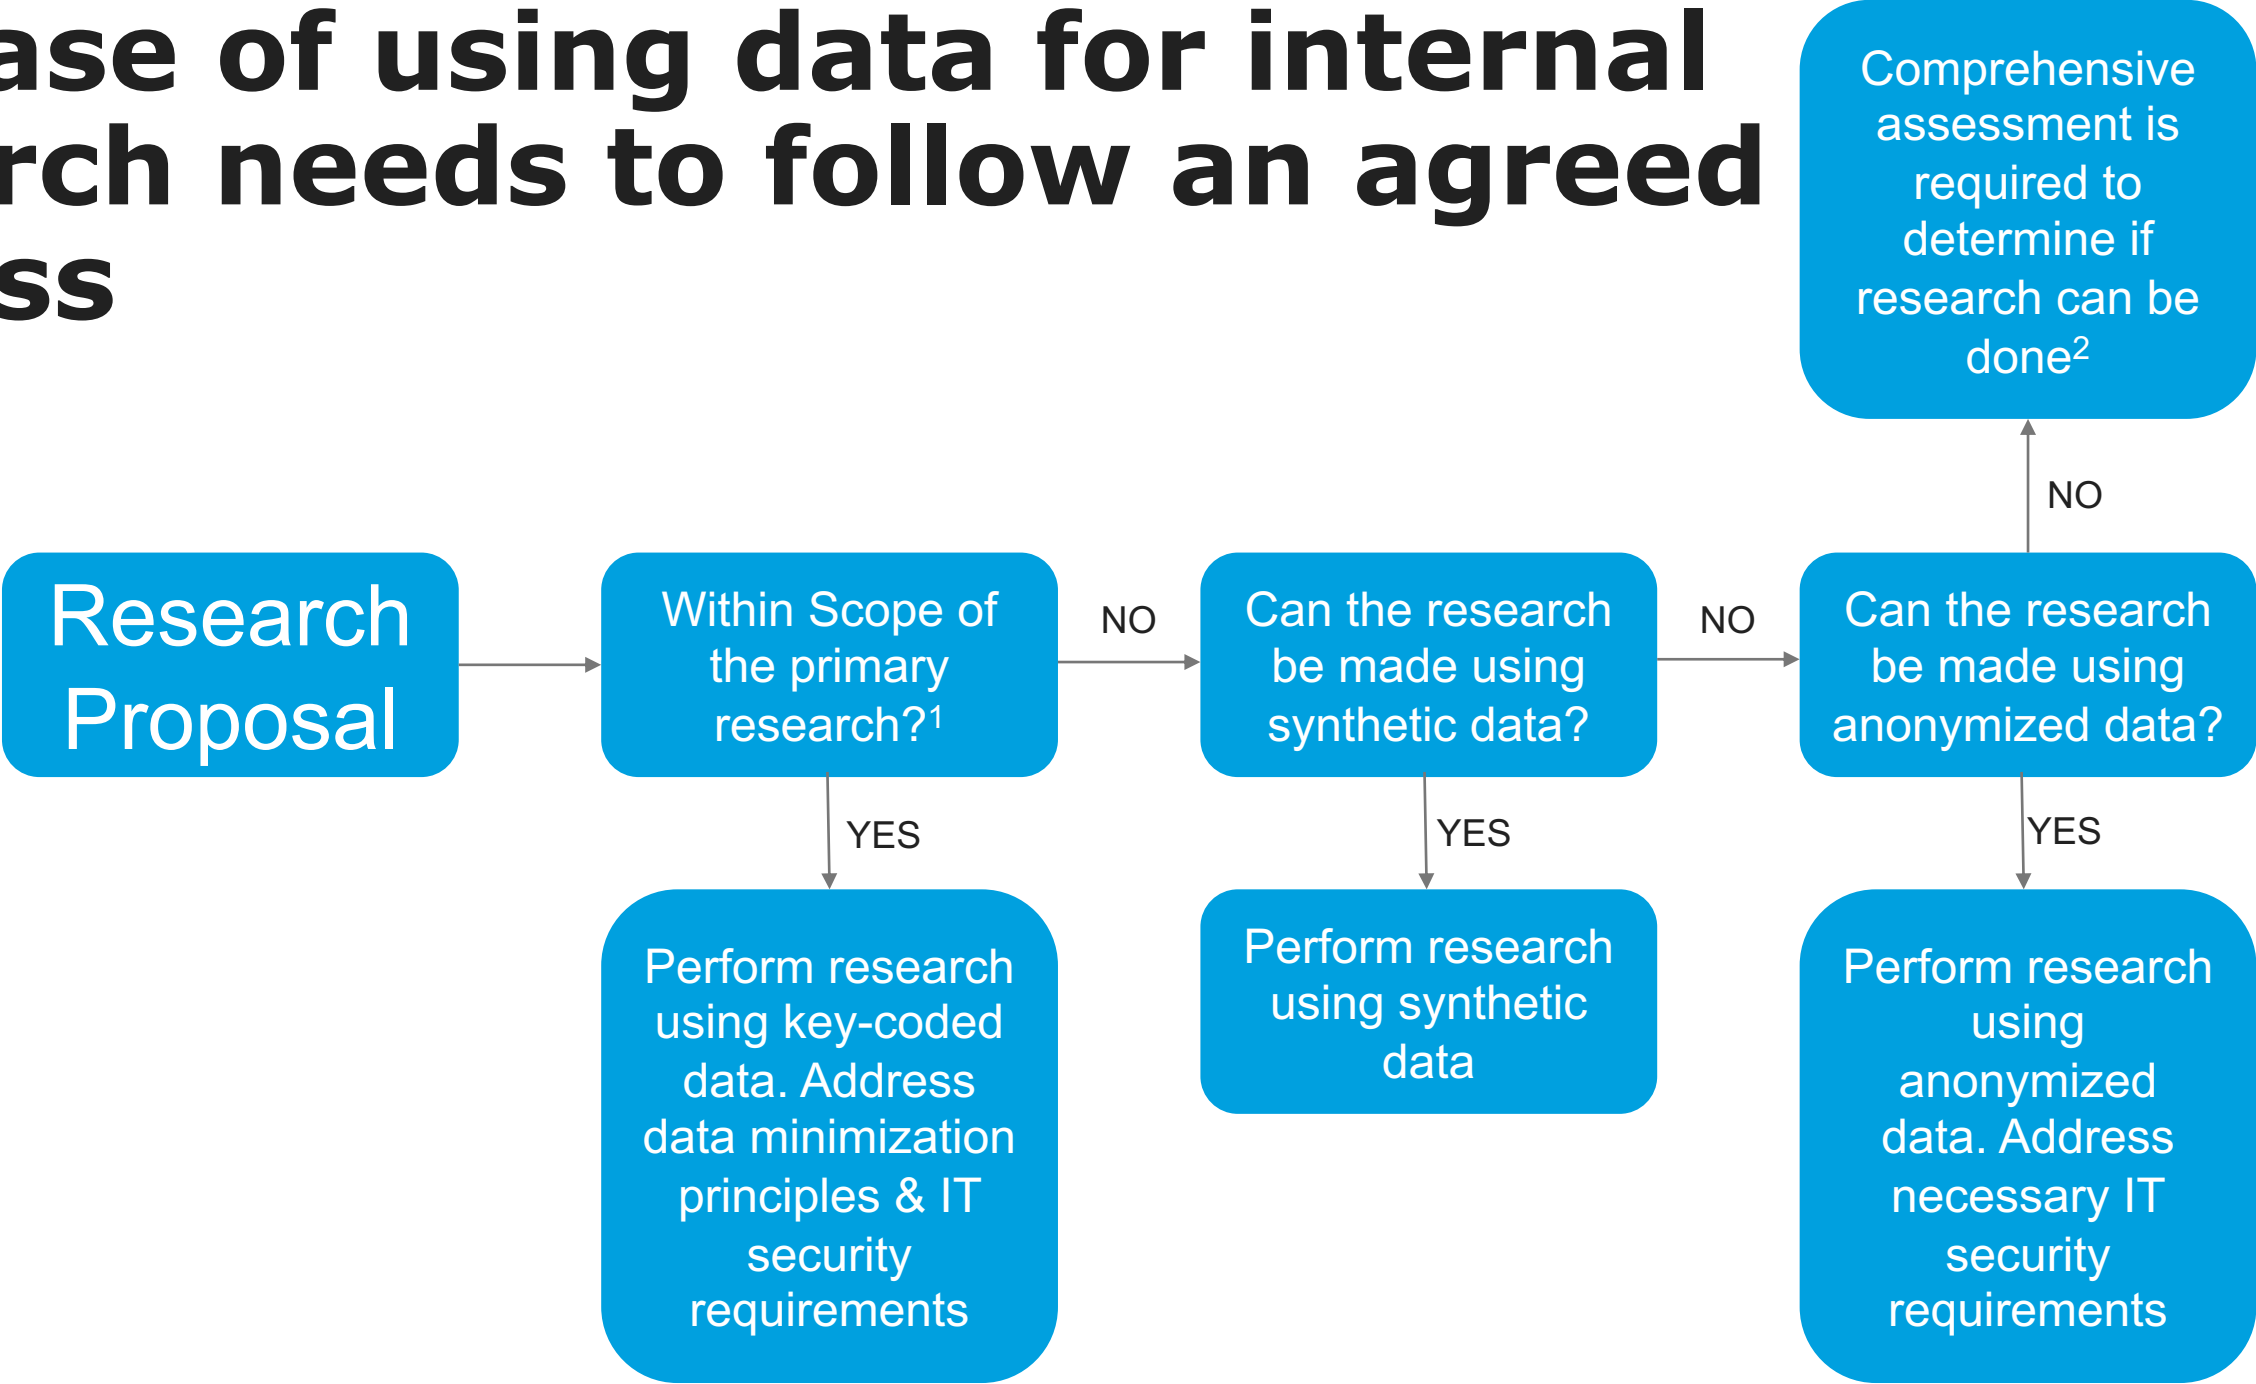 ase of using data for internal
rch needs to follow an agreed
ss
Comprehensive
assessment is
required to
determine if
research can be
done2
NO
Research
Proposal
Within Scope of
the primary
research?1
NO
Can the research
be made using
synthetic data?
NO
Can the research
be made using
anonymized data?
YES
YES
YES
Perform research
using key-coded
data. Address
data minimization
principles & IT
security
requirements
Perform research
using synthetic
data
Perform research
using
anonymized
data. Address
necessary IT
security
requirements